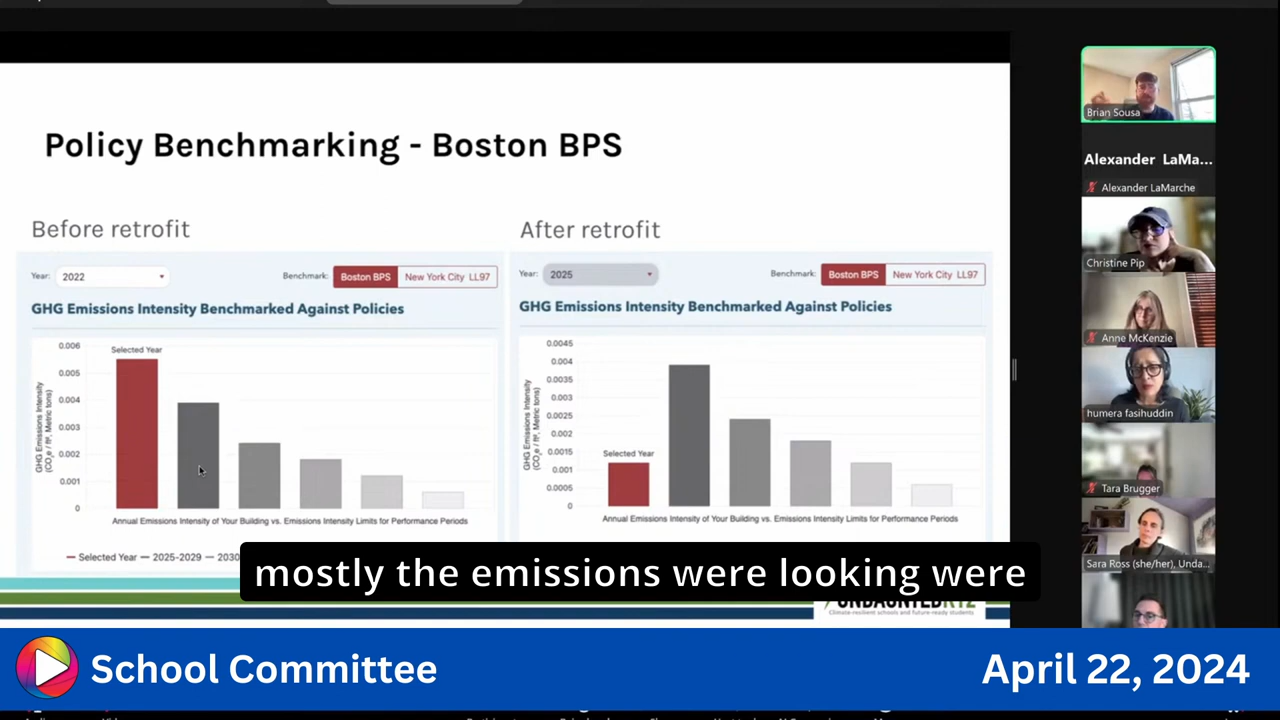 Policy Benchmarking - Boston BPS
Before retrofit
Year: 2022
Benchmark: Boston BPS New York City LL97
GHG Emissions Intensity Benchmarked Against Policies
GHG Emissions Intensity
(CO₂e / ft², Metric tons)
0.006
0.005
0.004
0.003
0.002
0.001
0
Selected Year
Annual Emissions Intensity of Your Building vs. Emissions Intensity Limits for Performance Periods
Selected Year 2025-2029 2030
After retrofit
Year: 2025
Benchmark: Boston BPS New York City LL97
GHG Emissions Intensity Benchmarked Against Policies
GHG Emissions Intensity
(CO₂e / ft², Metric tons)
0.0045
0.004
0.0035
0.003
0.0025
0.002
0.0015
0.001
0.0005
0
Selected Year
Annual Emissions Intensity of Your Building vs. Emissions Intensity Limits for Performance Periods
Climate-resilient schools and future-ready students
Brian Sousa
Alexander LaMa...
Alexander LaMarche
Christine Pip
Anne McKenzie
humera fasihuddin
Tara Brugger
Sara Ross (she/her), Unda...
mostly the emissions were looking were
School Committee
April 22, 2024